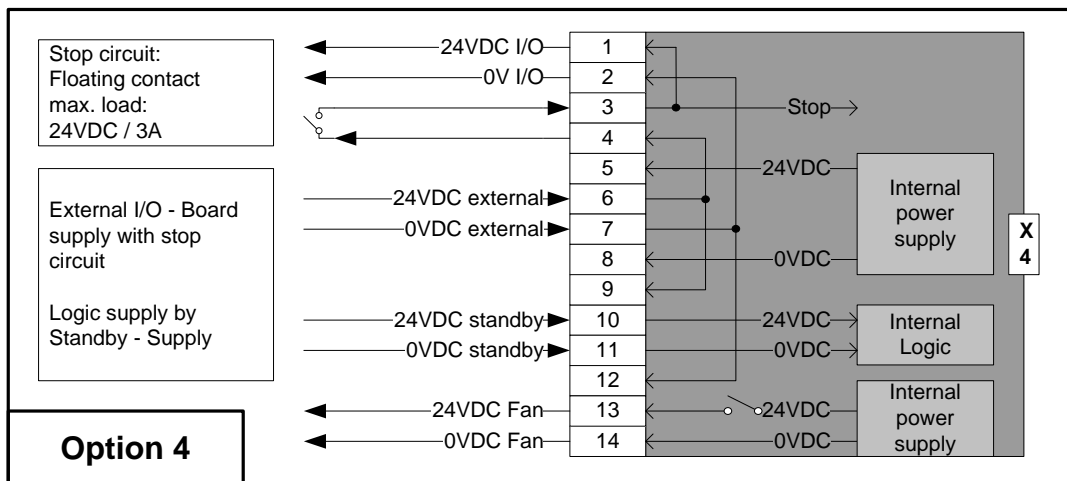 Stop circuit:
Floating contact
max. load:
24VDC / 3A
External I/O - Board
supply with stop
circuit
Logic supply by
Standby - Supply
Option 4
24VDC I/O
0V I/O
24VDC external
0VDC external
24VDC standby
0VDC standby
24VDC Fan
0VDC Fan
1
2
3
4
5
6
7
8
9
10
11
12
13
14
Stop
24VDC
0VDC
24VDC
0VDC
24VDC
0VDC
Internal
power
supply
Internal
Logic
Internal
power
supply
X
4